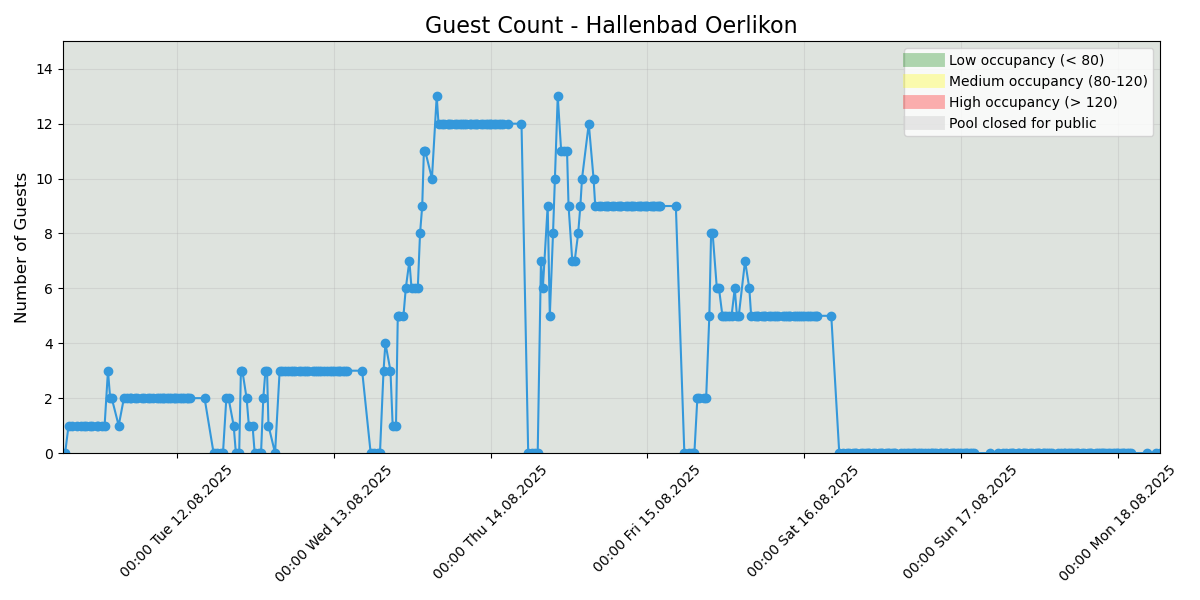 Guest Count - Hallenbad Oerlikon
Low occupancy (< 80)
Medium occupancy (80-120)
High occupancy (> 120)
Pool closed for public
Number of Guests
14
12
10
8
6
4
2
0
00:00 Tue 12.08.2025
00:00 Wed 13.08.2025
00:00 Thu 14.08.2025
00:00 Fri 15.08.2025
00:00 Sat 16.08.2025
00:00 Sun 17.08.2025
00:00 Mon 18.08.2025